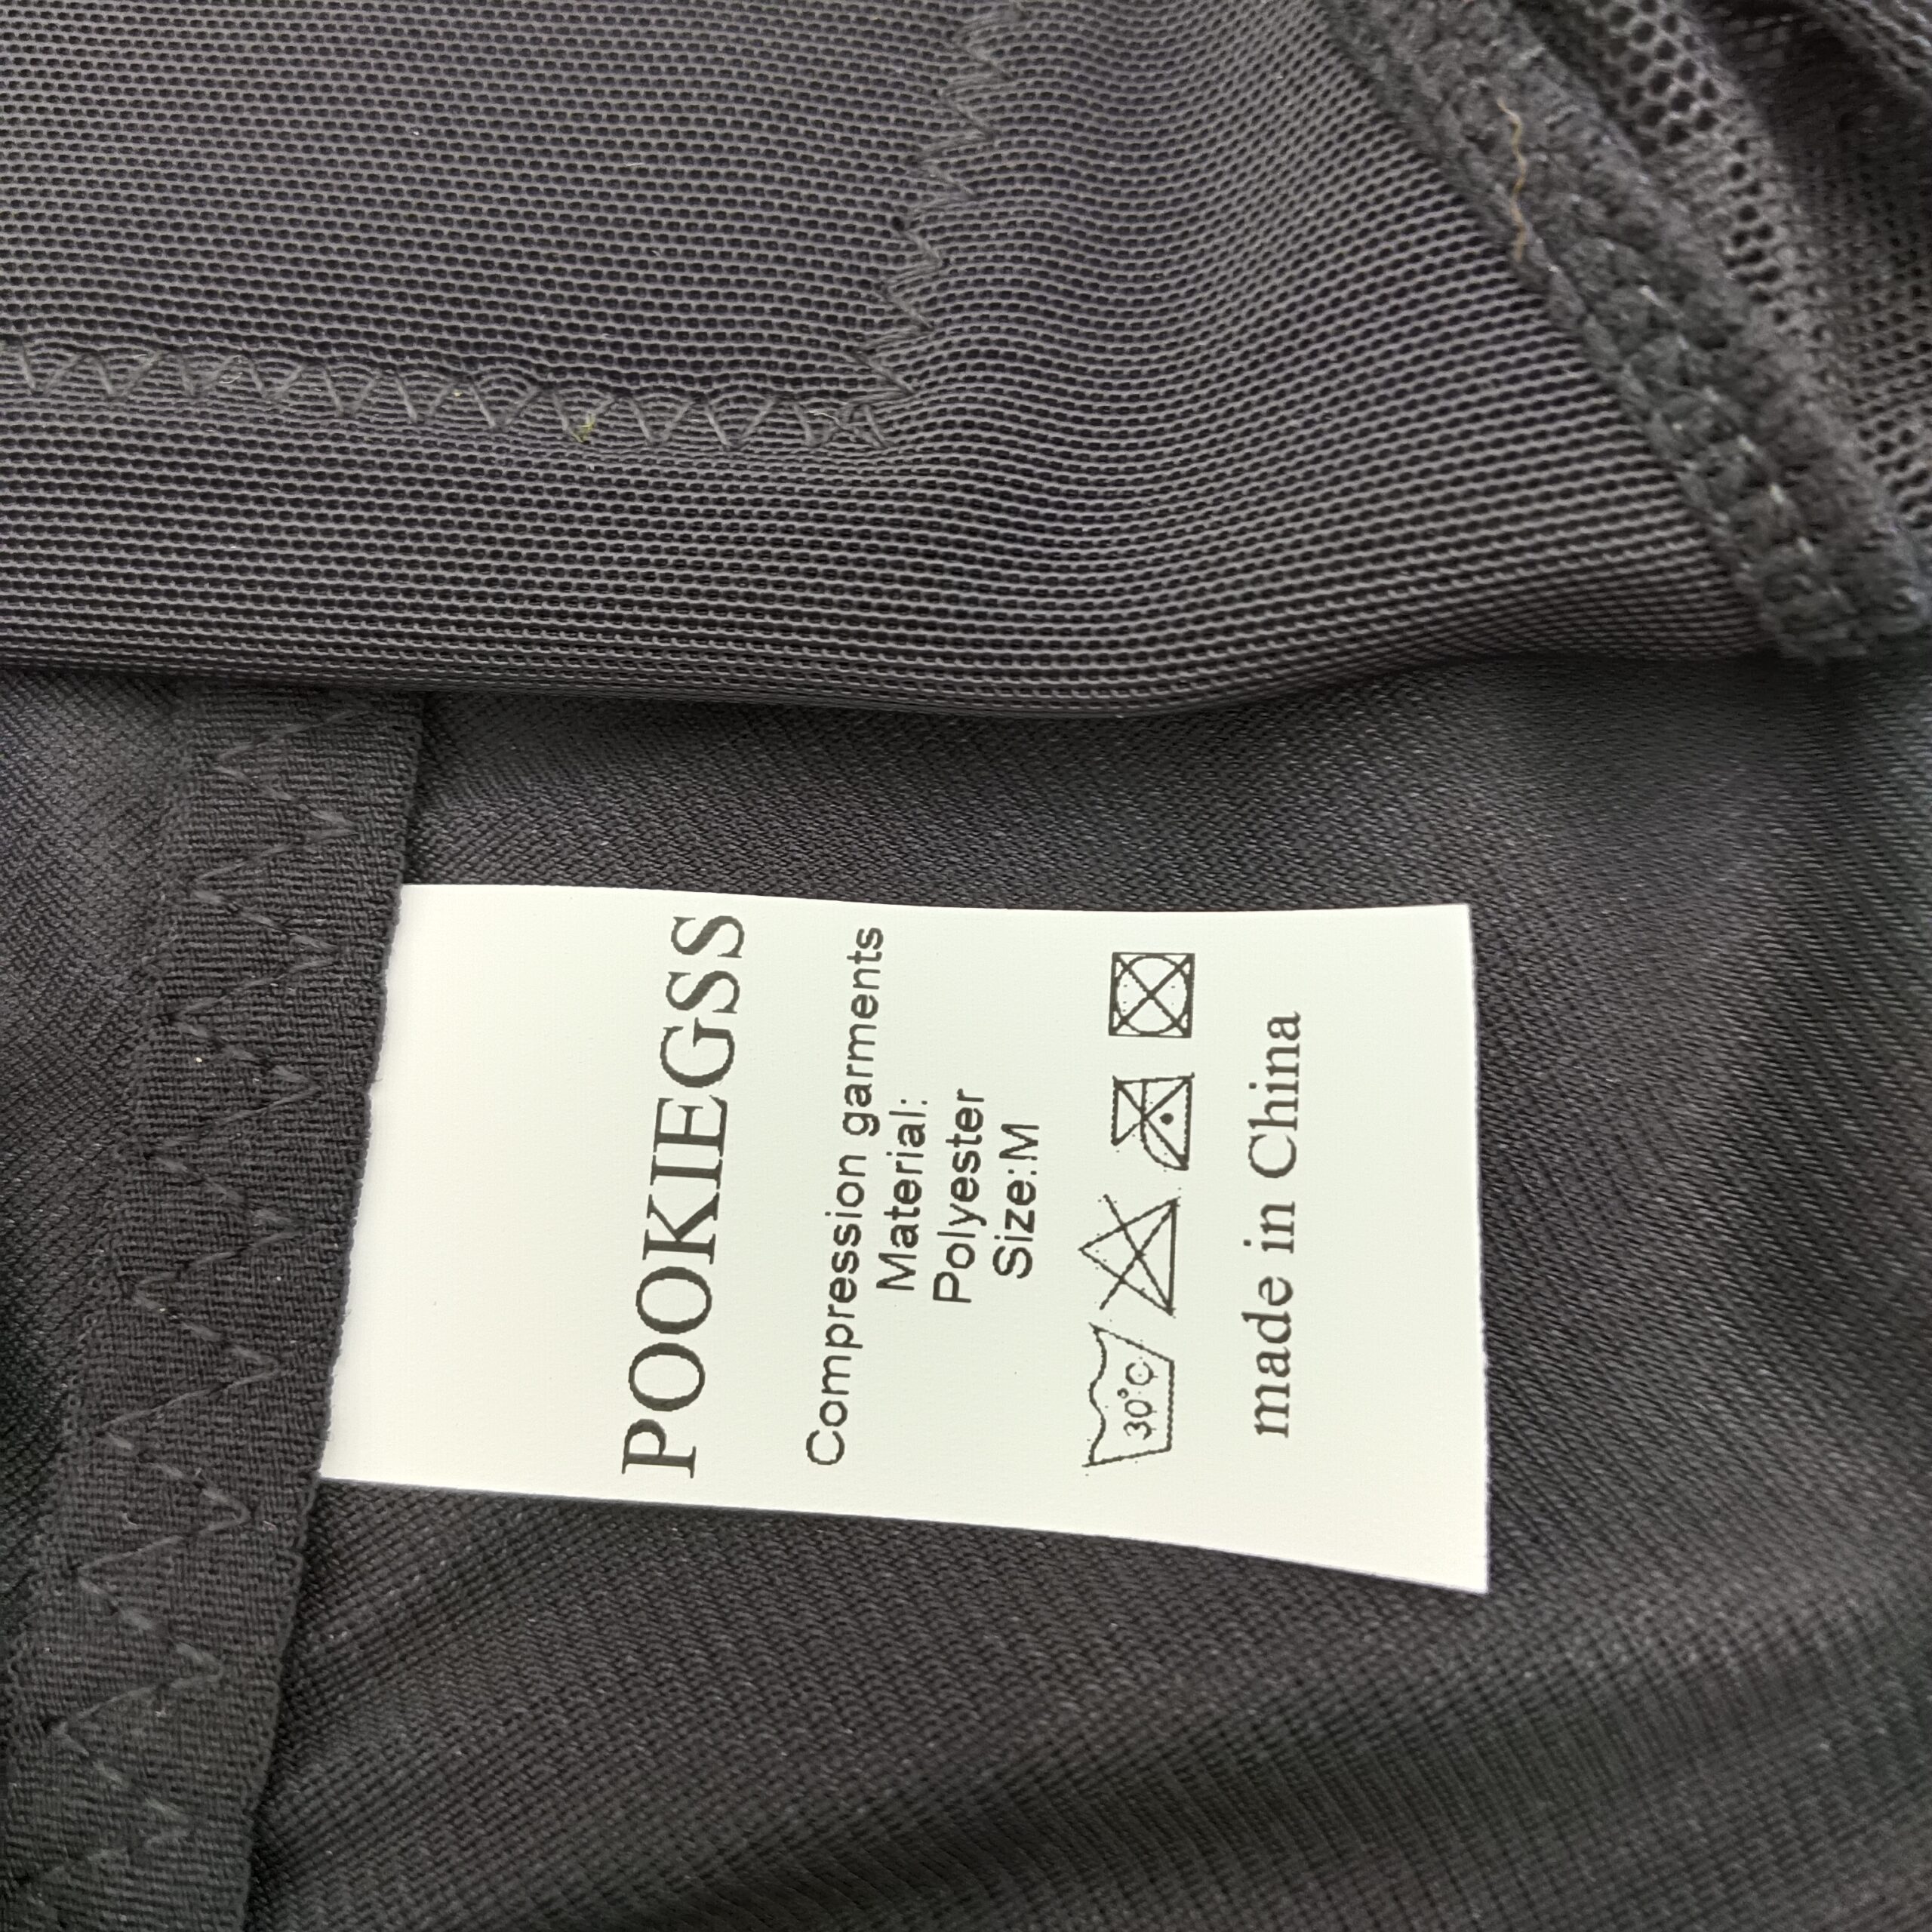 POOKIEGSS
Compression garments
Material:
Polyester
Size:M
30°C
made in China